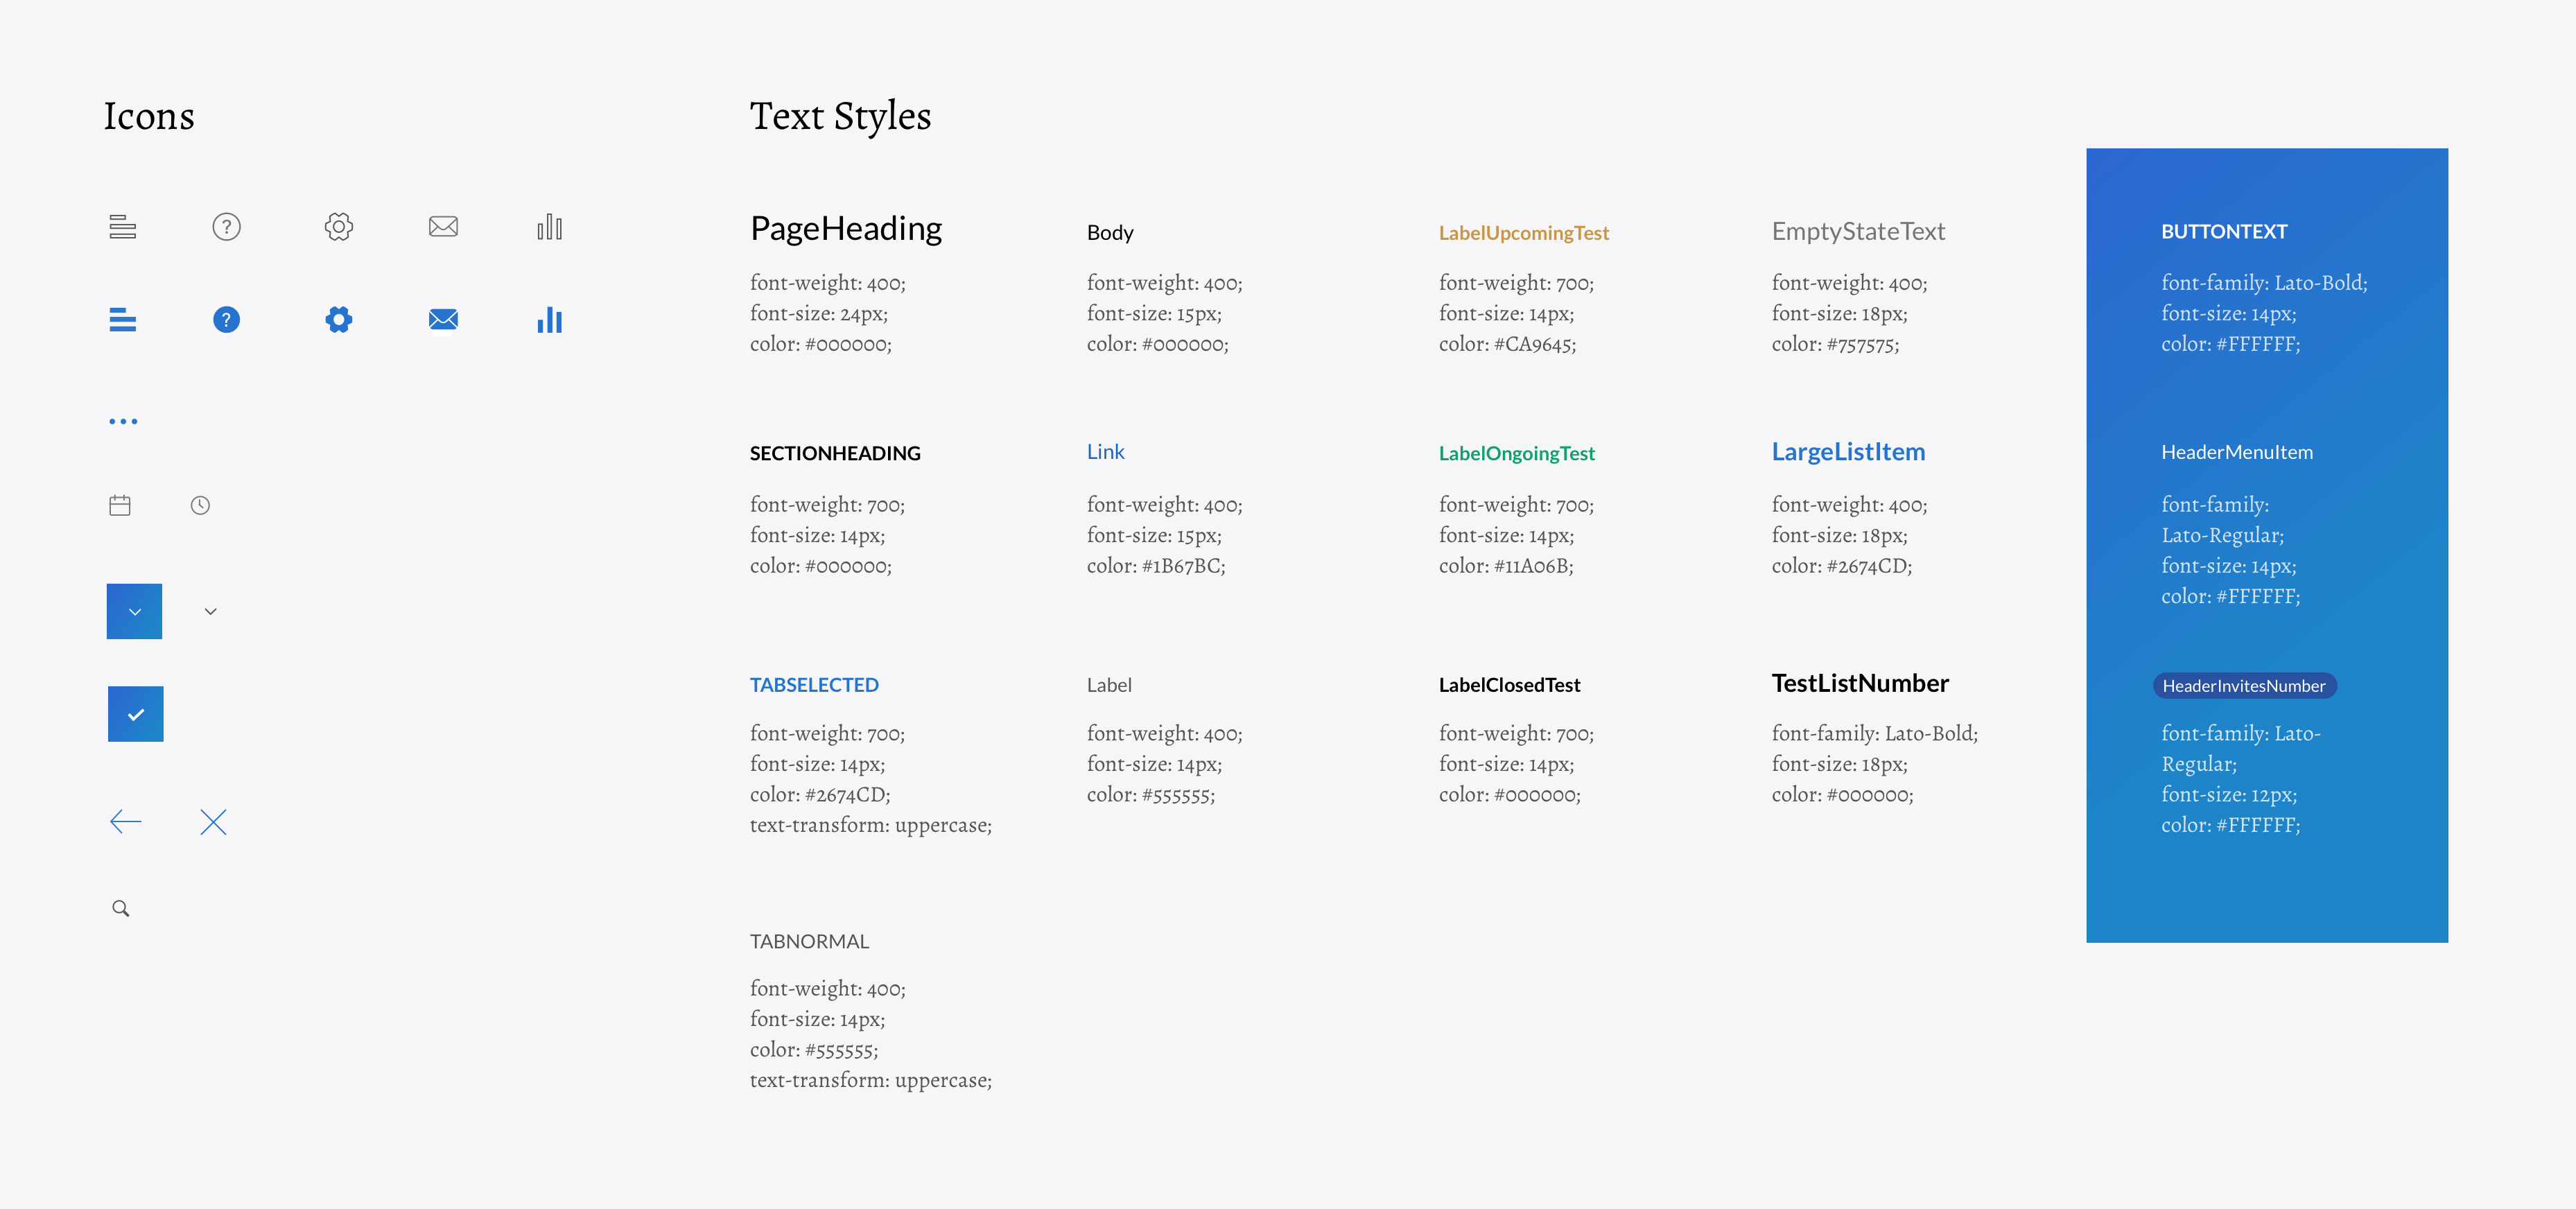 Icons
Text Styles
PageHeading
font-weight: 400;
font-size: 24px;
color: #000000;
Body
font-weight: 400;
font-size: 15px;
color: #000000;
LabelUpcomingTest
font-weight: 700;
font-size: 14px;
color: #CA9645;
EmptyStateText
font-weight: 400;
font-size: 18px;
color: #757575;
BUTTONTEXT
font-family: Lato-Bold;
font-size: 14px;
color: #FFFFFF;
SECTIONHEADING
font-weight: 700;
font-size: 14px;
color: #000000;
Link
font-weight: 400;
font-size: 15px;
color: #1B67BC;
LabelOngoingTest
font-weight: 700;
font-size: 14px;
color: #11A06B;
LargeListItem
font-weight: 400;
font-size: 18px;
color: #2674CD;
HeaderMenuItem
font-family:
Lato-Regular;
font-size: 14px;
color: #FFFFFF;
TABSELECTED
font-weight: 700;
font-size: 14px;
color: #2674CD;
text-transform: uppercase;
Label
font-weight: 400;
font-size: 14px;
color: #555555;
LabelClosedTest
font-weight: 700;
font-size: 14px;
color: #000000;
TestListNumber
font-family: Lato-Bold;
font-size: 18px;
color: #000000;
HeaderInvitesNumber
font-family: Lato-
Regular;
font-size: 12px;
color: #FFFFFF;
TABNORMAL
font-weight: 400;
font-size: 14px;
color: #555555;
text-transform: uppercase;